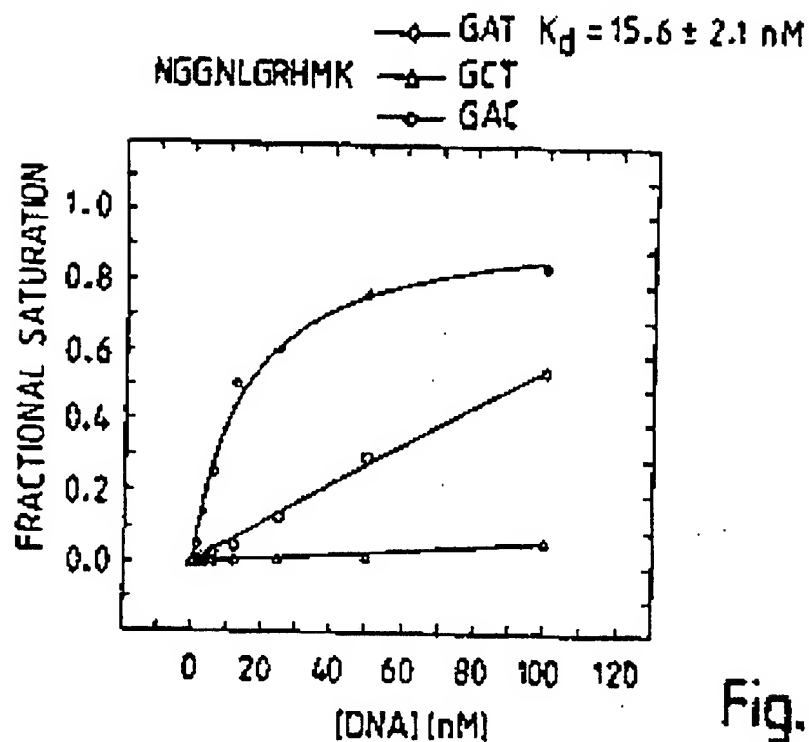 GAT Kd = 15.6 ± 2.1 nM
NGGNLGRHMK
GCT
GAC
FRACTIONAL SATURATION
1.0
0.8
0.6
0.4
0.2
0.0
0 20 40 60 80 100 120
[DNA] (nM)
Fig.